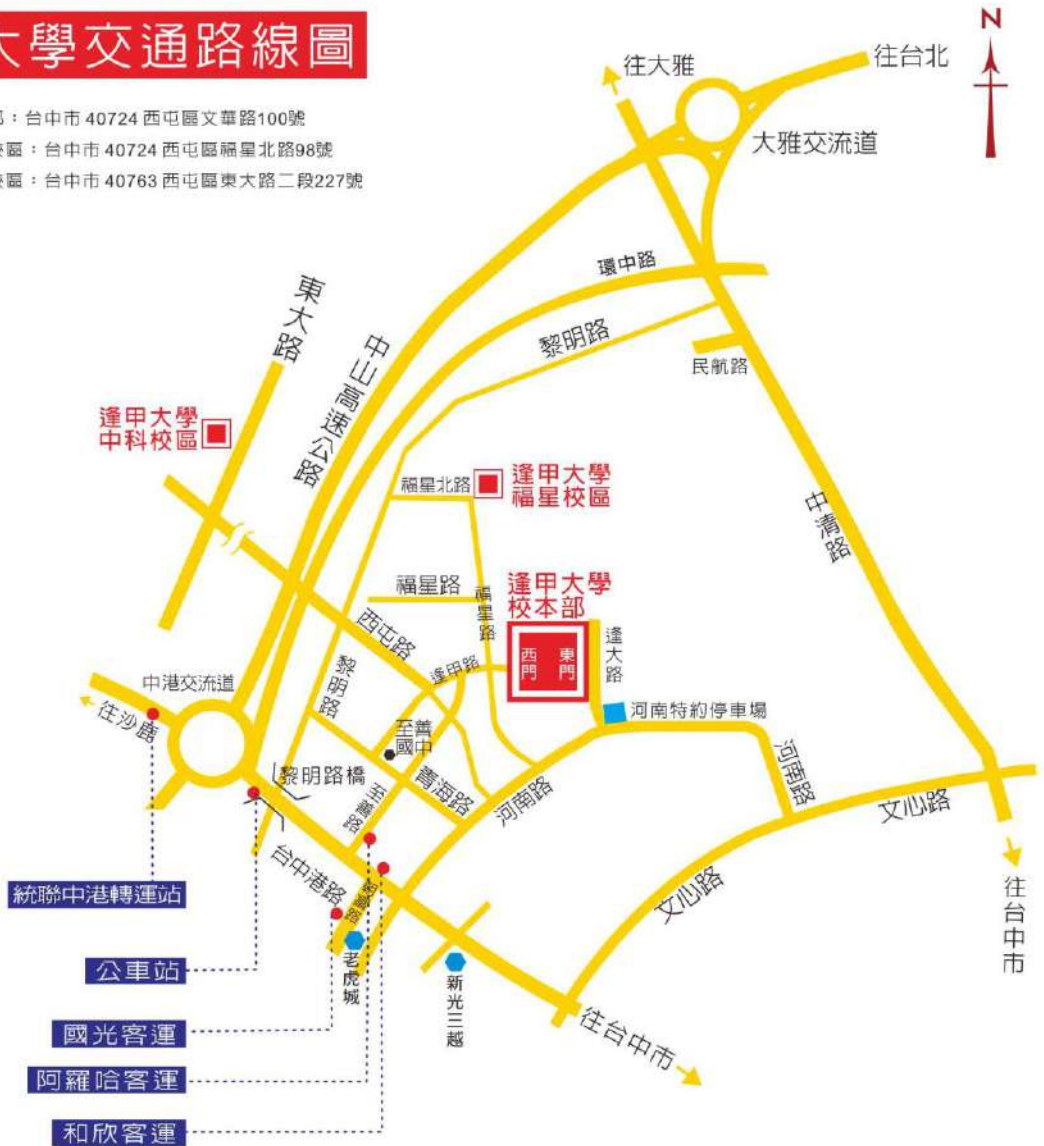 大學交通路線圖
：台中市 40724 西屯區文華路100號
區：台中市 40724 西屯區福星北路98號
區：台中市 40763 西屯區東大路二段227號
N
往大雅
往台北
大雅交流道
環中路
黎明路
民航路
東大路
中山高速公路
逢甲大學
中科校區
福星北路
逢甲大學
福星校區
中清路
福星路
福星路
逢甲大學
校本部
西門
東門
逢大路
西屯路
逢甲路
黎明路
中港交流道
往沙鹿
河南特約停車場
至善
國中
青海路
河南路
河南路
黎明路橋
至善路
文心路
文心路
台中港路
統聯中港轉運站
公車站
國光客運
阿羅哈客運
和欣客運
老虎城
新光三越
往台中市
往台中市